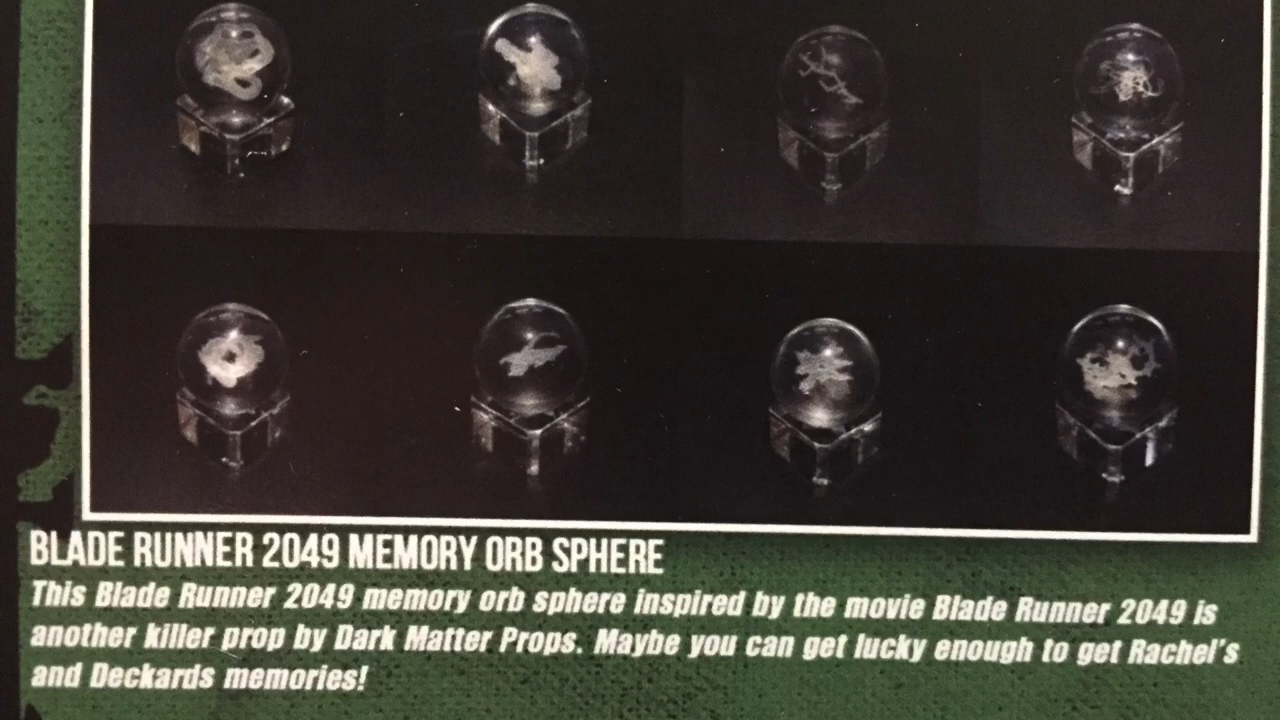 BLADE RUNNER 2049 MEMORY ORB SPHERE
This Blade Runner 2049 memory orb sphere inspired by the movie Blade Runner 2049 is
another killer prop by Dark Matter Props. Maybe you can get lucky enough to get Rachel's
and Deckards memories!